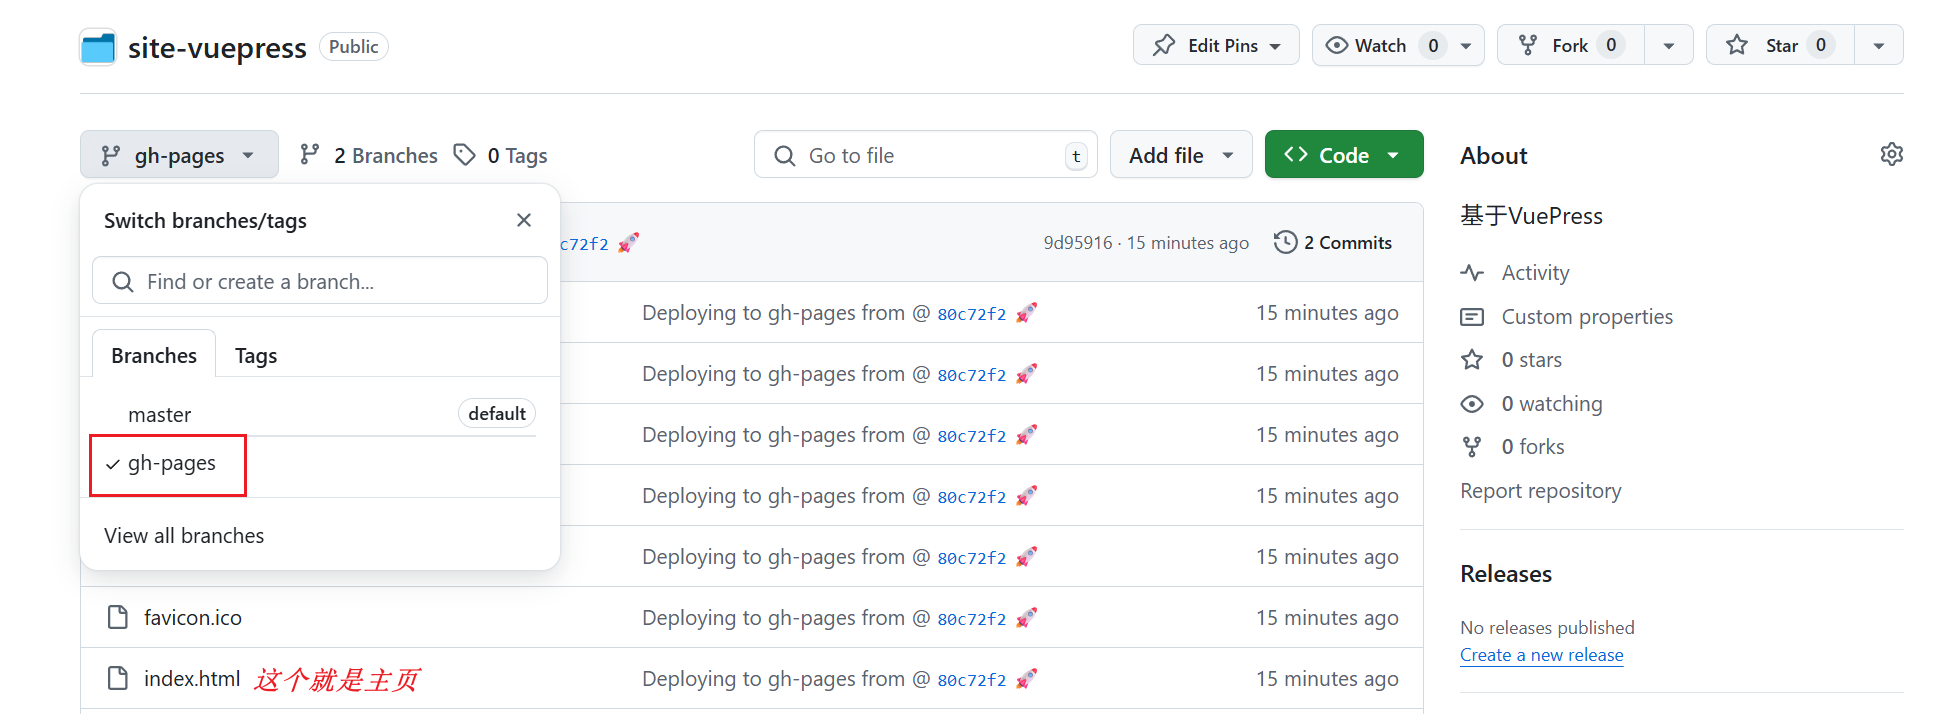 site-vuepress Public Edit Pins Watch 0 Fork 0 Star 0
gh-pages 2 Branches 0 Tags Go to file t Add file Code About
Switch branches/tags
c72f2 🚀 9d95916 · 15 minutes ago 2 Commits
基于VuePress
Find or create a branch...
Activity
Deploying to gh-pages from @ 80c72f2 🚀 15 minutes ago
Custom properties
Branches Tags
Deploying to gh-pages from @ 80c72f2 🚀 15 minutes ago
0 stars
master default
0 watching
Deploying to gh-pages from @ 80c72f2 🚀 15 minutes ago
0 forks
gh-pages
Deploying to gh-pages from @ 80c72f2 🚀 15 minutes ago
Report repository
View all branches
Deploying to gh-pages from @ 80c72f2 🚀 15 minutes ago
Releases
favicon.ico Deploying to gh-pages from @ 80c72f2 🚀 15 minutes ago
No releases published
Create a new release
index.html 这个就是主页 Deploying to gh-pages from @ 80c72f2 🚀 15 minutes ago